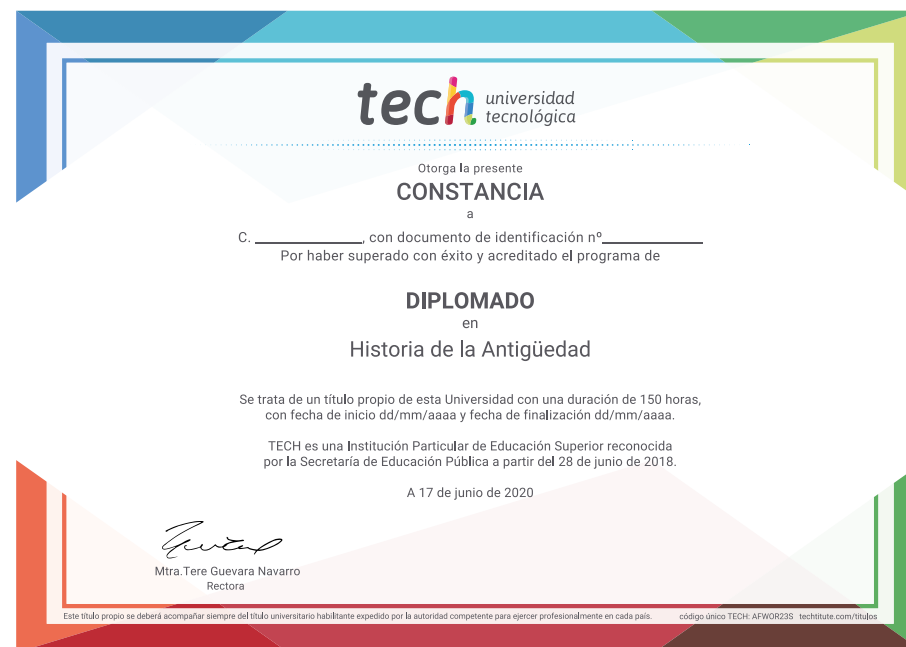 tech universidad
tecnológica
Otorga la presente
CONSTANCIA
a
C. ______________, con documento de identificación nº_____________
Por haber superado con éxito y acreditado el programa de
DIPLOMADO
en
Historia de la Antigüedad
Se trata de un título propio de esta Universidad con una duración de 150 horas,
con fecha de inicio dd/mm/aaaa y fecha de finalización dd/mm/aaaa.
TECH es una Institución Particular de Educación Superior reconocida
por la Secretaría de Educación Pública a partir del 28 de junio de 2018.
A 17 de junio de 2020
Mtra.Tere Guevara Navarro
Rectora
Este título propio se deberá acompañar siempre del título universitario habilitante expedido por la autoridad competente para ejercer profesionalmente en cada país. código único TECH: AFWOR23S techtitute.com/titulos